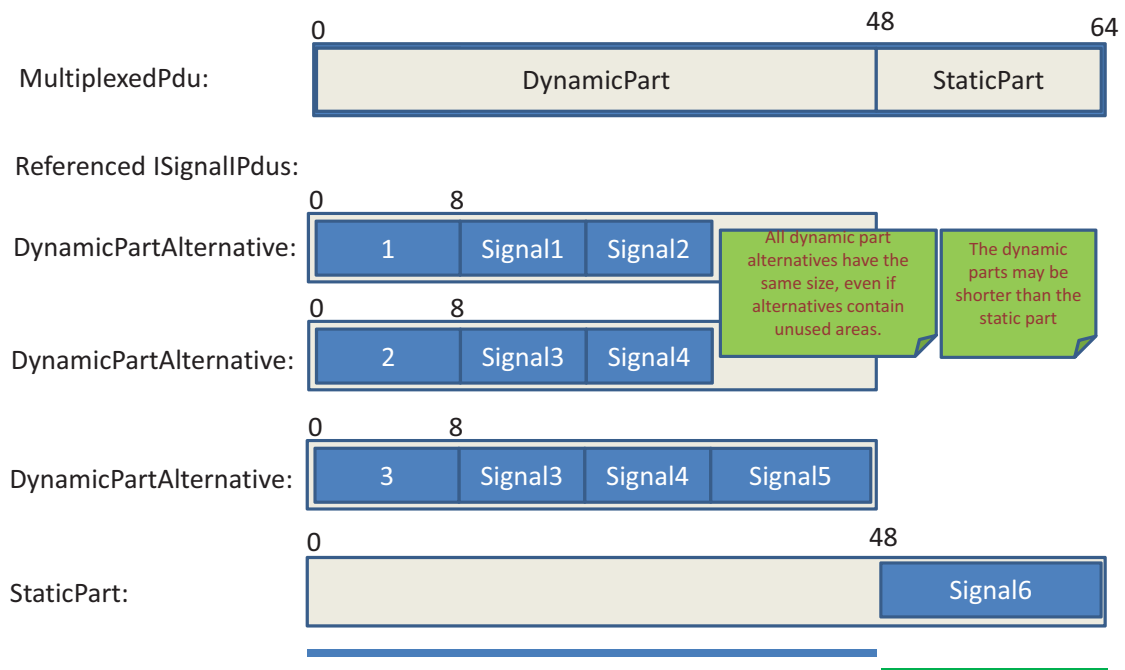 0 48 64
MultiplexedPdu: DynamicPart StaticPart
Referenced ISignalIPdus:
0 8
DynamicPartAlternative: 1 Signal1 Signal2
All dynamic part
alternatives have the
same size, even if
alternatives contain
unused areas.
The dynamic
parts may be
shorter than the
static part
0 8
DynamicPartAlternative: 2 Signal3 Signal4
0 8
DynamicPartAlternative: 3 Signal3 Signal4 Signal5
0 48
StaticPart: Signal6